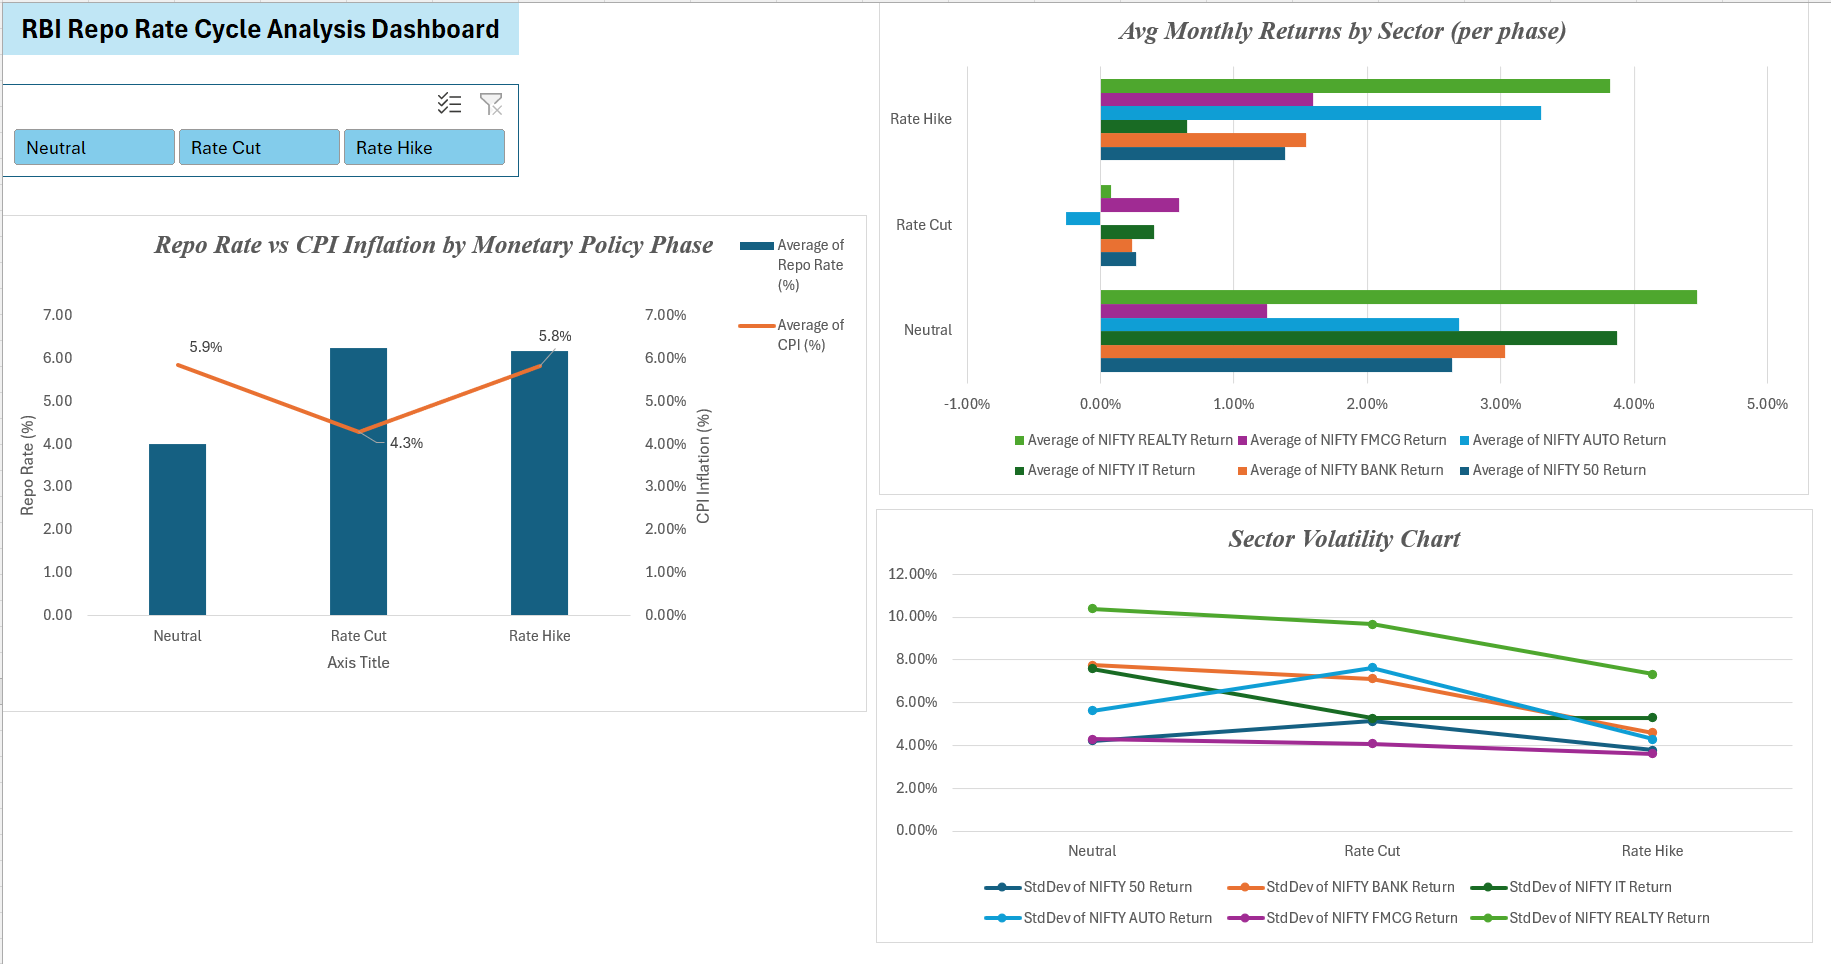 RBI Repo Rate Cycle Analysis Dashboard
Neutral
Rate Cut
Rate Hike
Repo Rate vs CPI Inflation by Monetary Policy Phase
Average of
Repo Rate
(%)
Average of
CPI (%)
7.00
6.00
5.00
4.00
3.00
2.00
1.00
0.00
Repo Rate (%)
5.9%
4.3%
5.8%
7.00%
6.00%
5.00%
4.00%
3.00%
2.00%
1.00%
0.00%
CPI Inflation (%)
Neutral
Rate Cut
Rate Hike
Axis Title
Avg Monthly Returns by Sector (per phase)
Rate Hike
Rate Cut
Neutral
-1.00%
0.00%
1.00%
2.00%
3.00%
4.00%
5.00%
Average of NIFTY REALTY Return
Average of NIFTY FMCG Return
Average of NIFTY AUTO Return
Average of NIFTY IT Return
Average of NIFTY BANK Return
Average of NIFTY 50 Return
Sector Volatility Chart
12.00%
10.00%
8.00%
6.00%
4.00%
2.00%
0.00%
Neutral
Rate Cut
Rate Hike
StdDev of NIFTY 50 Return
StdDev of NIFTY BANK Return
StdDev of NIFTY IT Return
StdDev of NIFTY AUTO Return
StdDev of NIFTY FMCG Return
StdDev of NIFTY REALTY Return